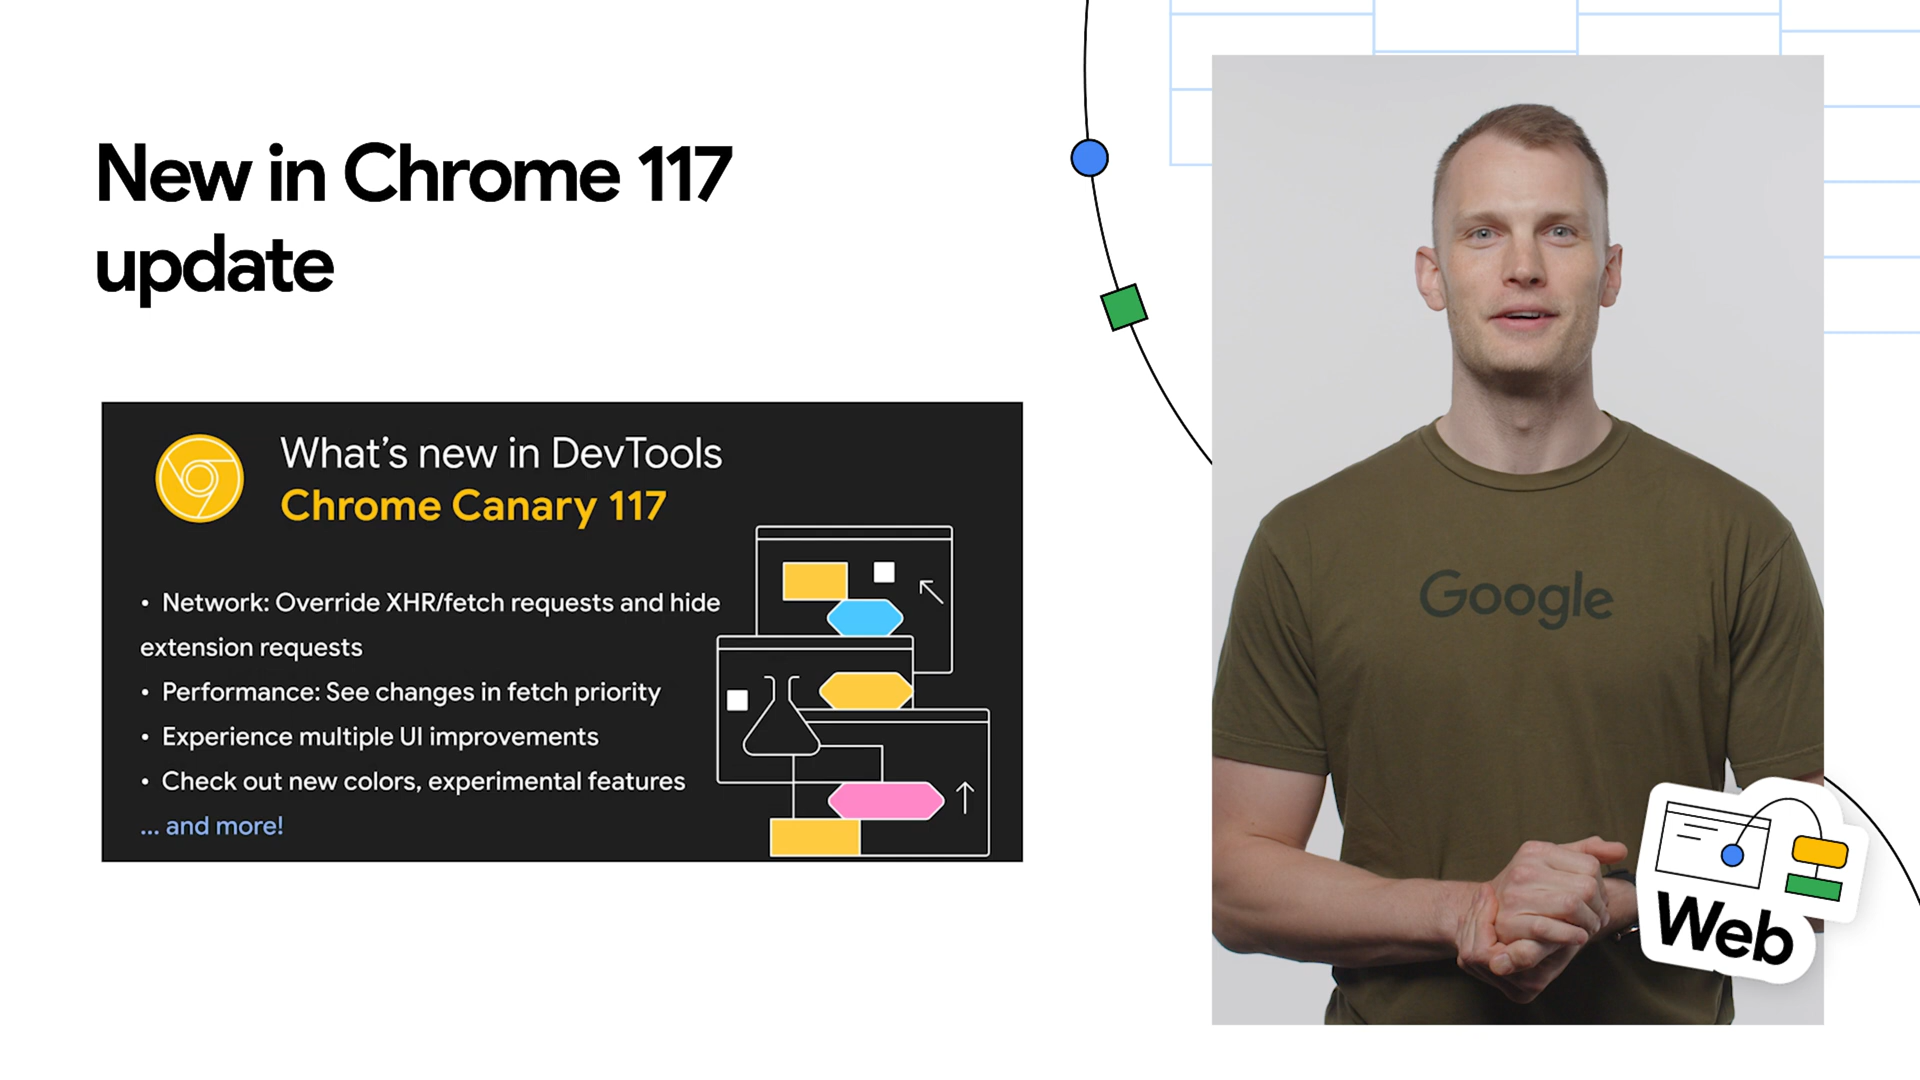 New in Chrome 117
update
What's new in DevTools
Chrome Canary 117
• Network: Override XHR/fetch requests and hide
extension requests
• Performance: See changes in fetch priority
• Experience multiple UI improvements
• Check out new colors, experimental features
... and more!
Google
Web